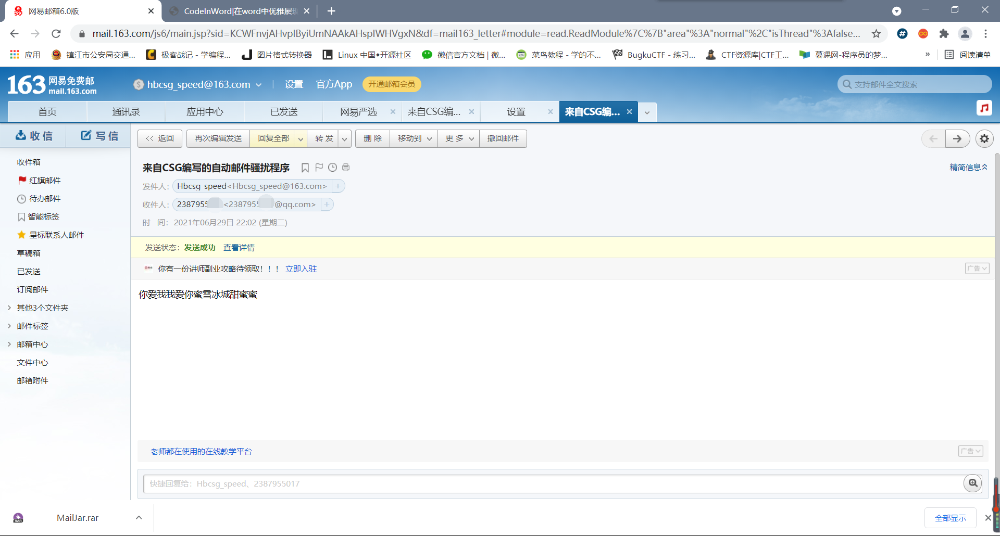 网易邮箱6.0版
CodeInWord|在word中优雅展现
mail.163.com/js6/main.jsp?sid=KCWFnvjAHvpIByiUmNAAkAHspIWHVgxN&df=mail163_letter#module=read.ReadModule%7C%7B"area"%3A"normal"%2C"isThread"%3Afalse...
应用 镇江市公安局交通... 极客战记 - 学编程... 图片格式转换器 Linux 中国◆开源社区 微信官方文档 | 微... 菜鸟教程 - 学的不... BugkuCTF - 练习... CTF资源库|CTF工... 慕课网-程序员的梦... » 阅读清单
163 网易免费邮
mail.163.com
hbcsg_speed@163.com 设置 官方App 开通邮箱会员 支持邮件全文搜索
首页 通讯录 应用中心 已发送 网易严选 来自CSG编... 设置 来自CSG编...
收信 写信
<< 返回 再次编辑发送 回复全部 转 发 删 除 移动到 更 多 撤回邮件
收件箱
红旗邮件
待办邮件
智能标签
星标联系人邮件
草稿箱
已发送
订阅邮件
其他3个文件夹
邮件标签
邮箱中心
文件中心
邮箱附件
来自CSG编写的自动邮件骚扰程序
精简信息
发件人: Hbcsg_speed<Hbcsg_speed@163.com> +
收件人: 2387955 <238795 @qq.com> +
时 间: 2021年06月29日 22:02 (星期二)
发送状态: 发送成功 查看详情
你有一份讲师副业攻略待领取！！！ 立即入驻
广告
你爱我我爱你蜜雪冰城甜蜜蜜
老师都在使用的在线教学平台
广告
快捷回复给: Hbcsg_speed、2387955017
RAR
MailJar.rar
全部显示